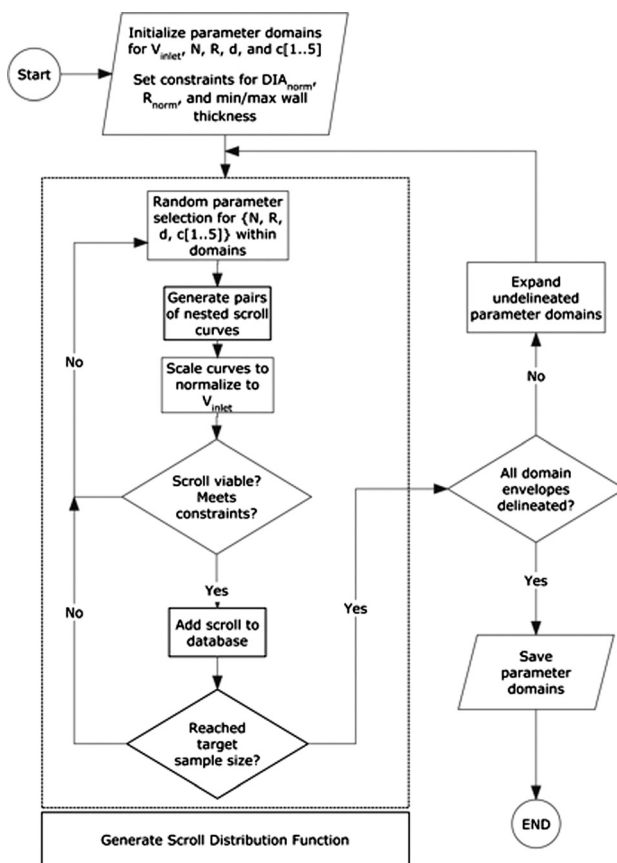 Initialize parameter domains
for Vinlet, N, R, d, and c[1..5]
Set constraints for DIAnorm,
Rnorm, and min/max wall
thickness
Start
Random parameter
selection for {N, R,
d, c[1..5]} within
domains
Generate pairs
of nested scroll
curves
Scale curves to
normalize to
Vinlet
No
Scroll viable?
Meets
constraints?
Yes
Add scroll to
database
No
Reached
target
sample size?
Yes
Generate Scroll Distribution Function
Expand
undelineated
parameter domains
No
All domain
envelopes
delineated?
Yes
Save
parameter
domains
END